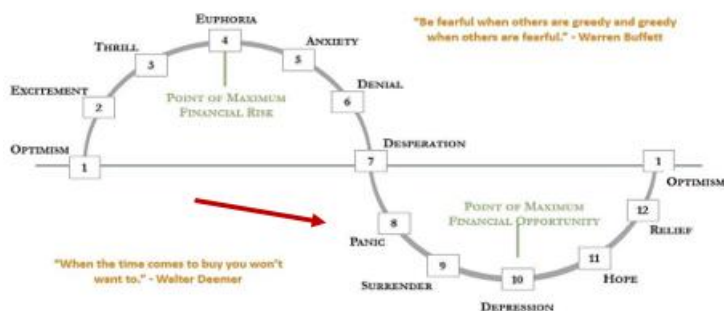 EUPHORIA
4
THRILL
3
ANXIETY
5
"Be fearful when others are greedy and greedy
when others are fearful." - Warren Buffett
EXCITEMENT
2
DENIAL
6
POINT OF MAXIMUM
FINANCIAL RISK
OPTIMISM
1
DESPERATION
7
1
OPTIMISM
8
PANIC
POINT OF MAXIMUM
FINANCIAL OPPORTUNITY
12
RELIEF
"When the time comes to buy you won't
want to." - Walter Deemer
9
SURRENDER
10
DEPRESSION
11
HOPE